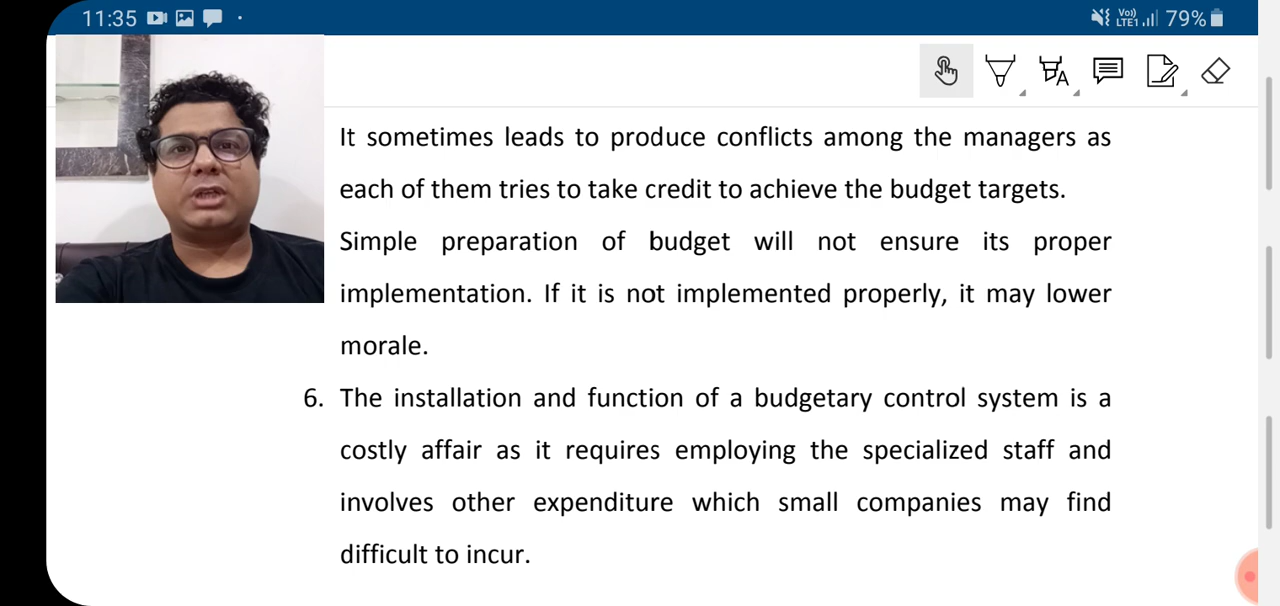 11:35
Vo)) LTE1 79%
It sometimes leads to produce conflicts among the managers as
each of them tries to take credit to achieve the budget targets.
Simple preparation of budget will not ensure its proper
implementation. If it is not implemented properly, it may lower
morale.
6. The installation and function of a budgetary control system is a
costly affair as it requires employing the specialized staff and
involves other expenditure which small companies may find
difficult to incur.